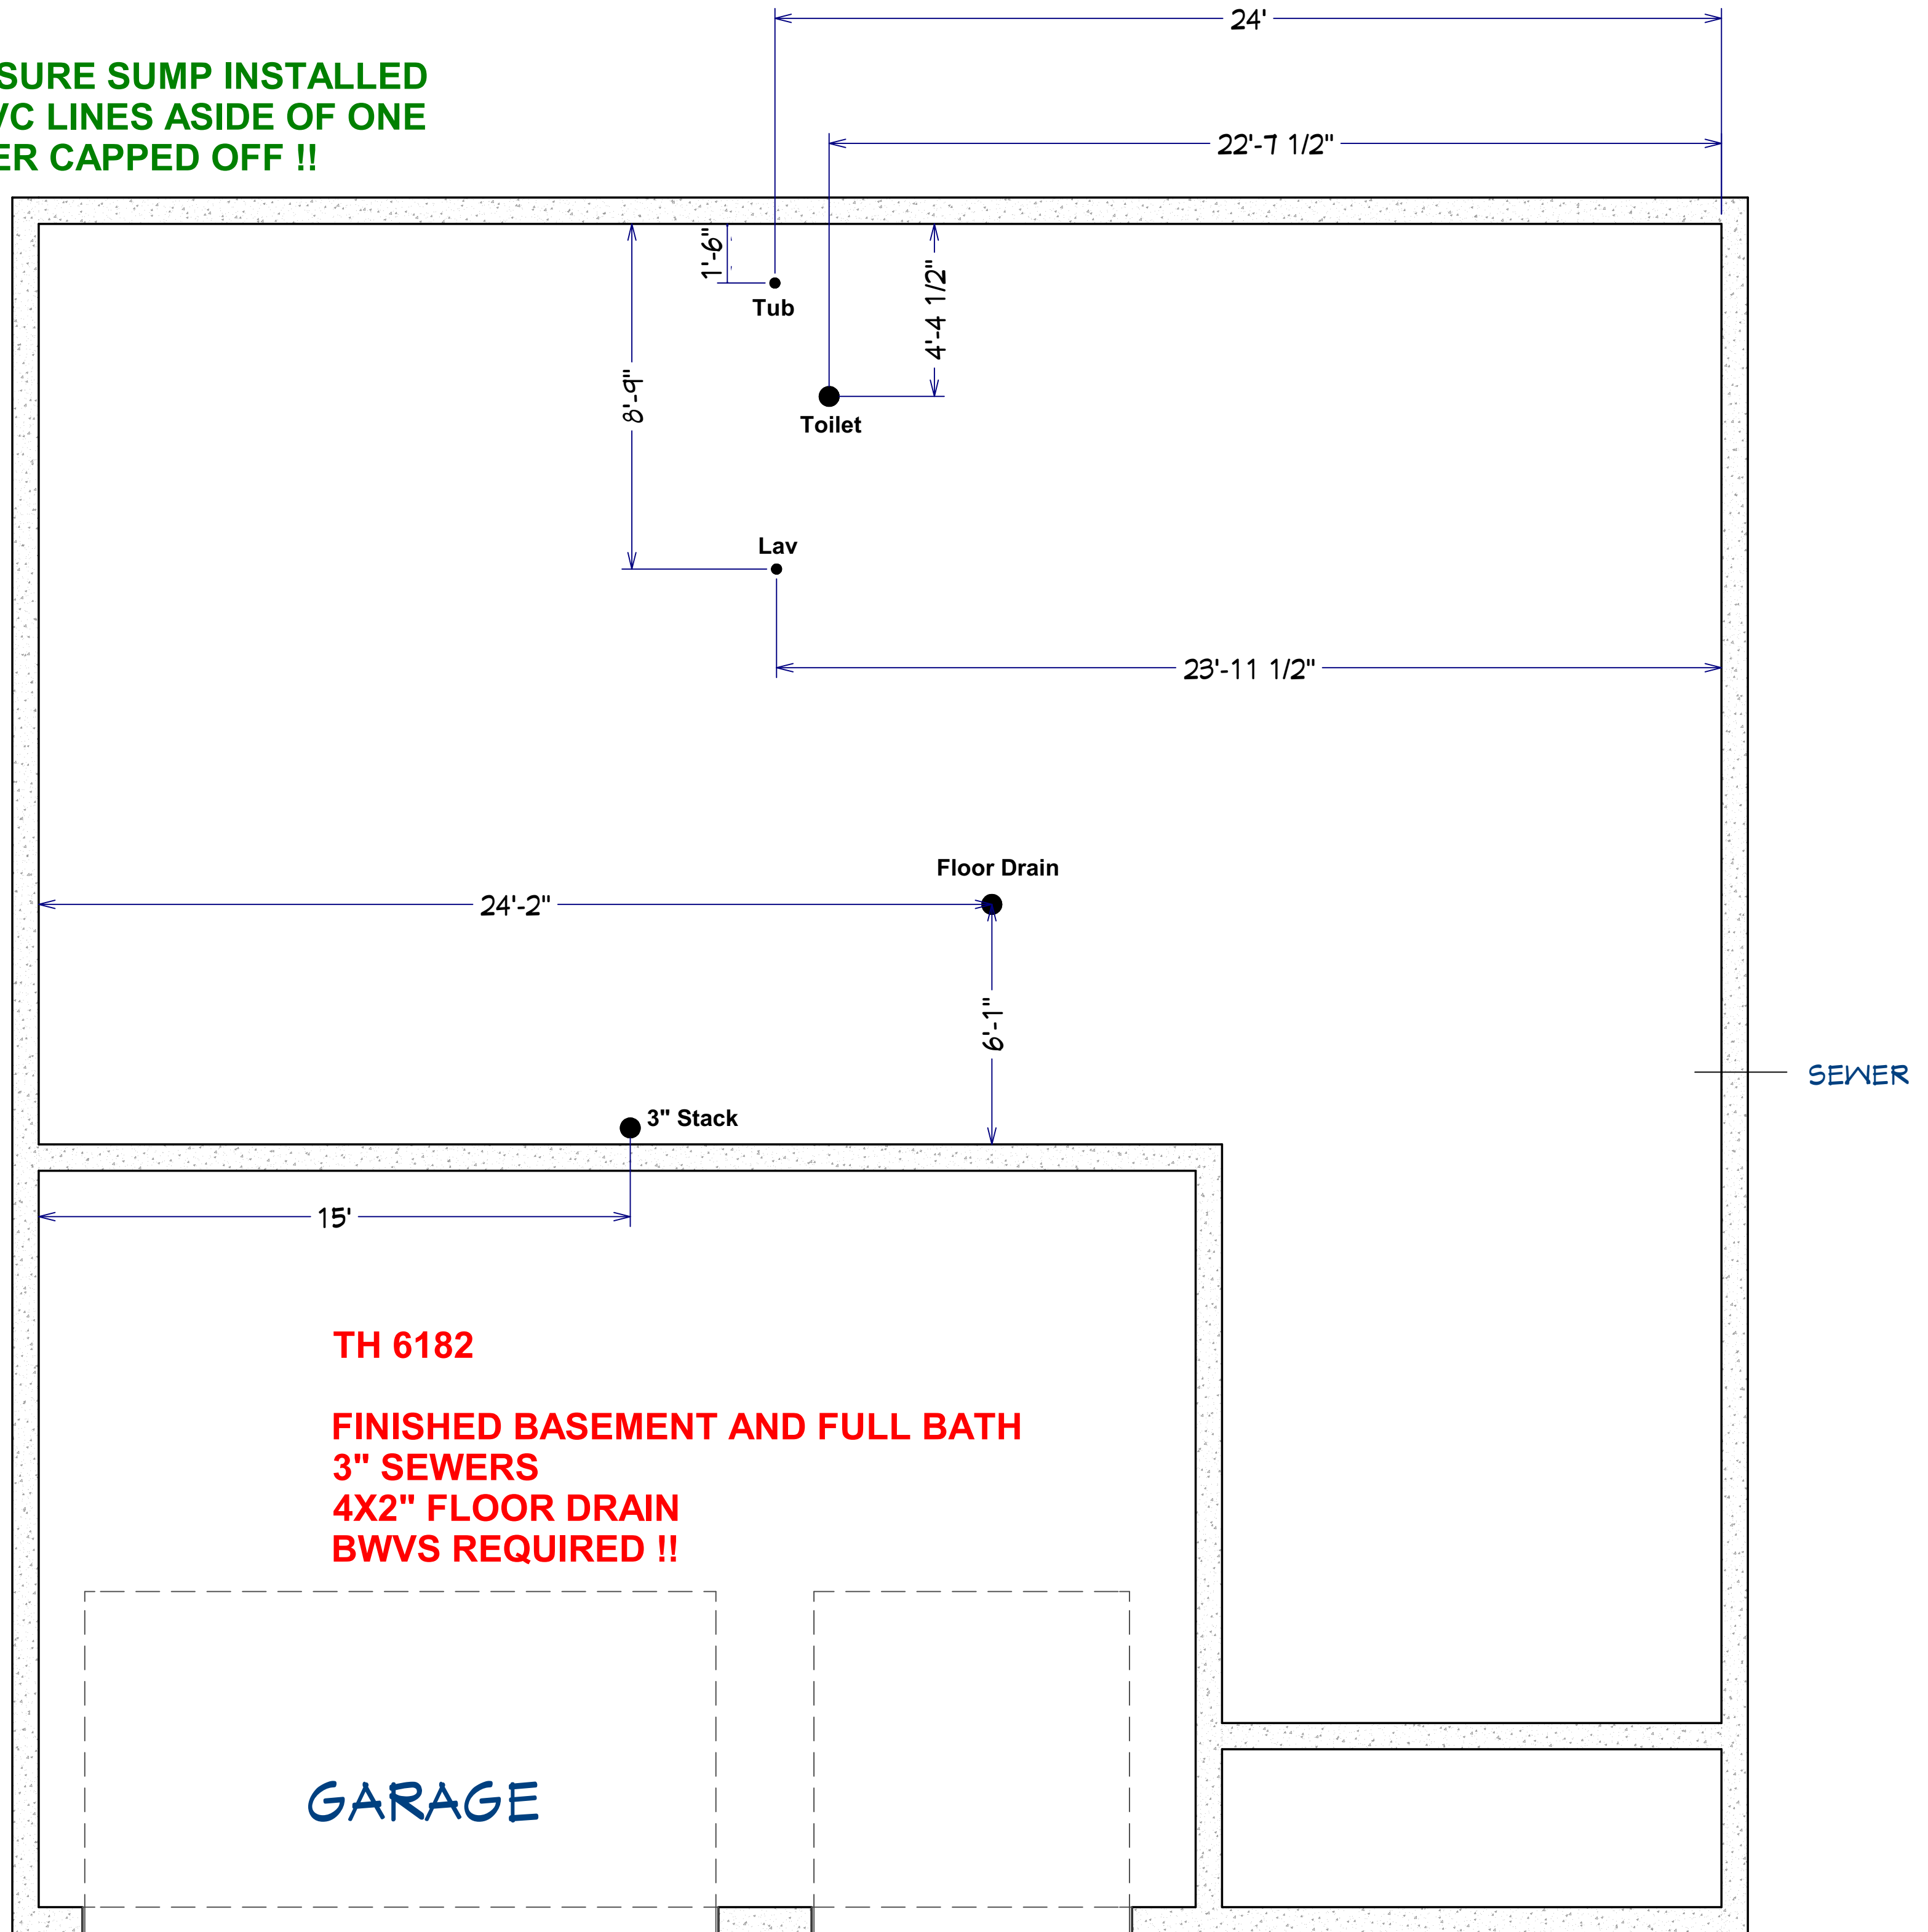 24'
SURE SUMP INSTALLED
LINES ASIDE OF ONE
CAPPED OFF !!
22'-7 1/2"
1'-6"
Tub
4'-4 1/2"
8'-9"
Toilet
Lav
23'-11 1/2"
Floor Drain
24'-2"
6'-1"
SEWER
3" Stack
15'
TH 6182
FINISHED BASEMENT AND FULL BATH
3" SEWERS
4X2" FLOOR DRAIN
BWVS REQUIRED !!
GARAGE